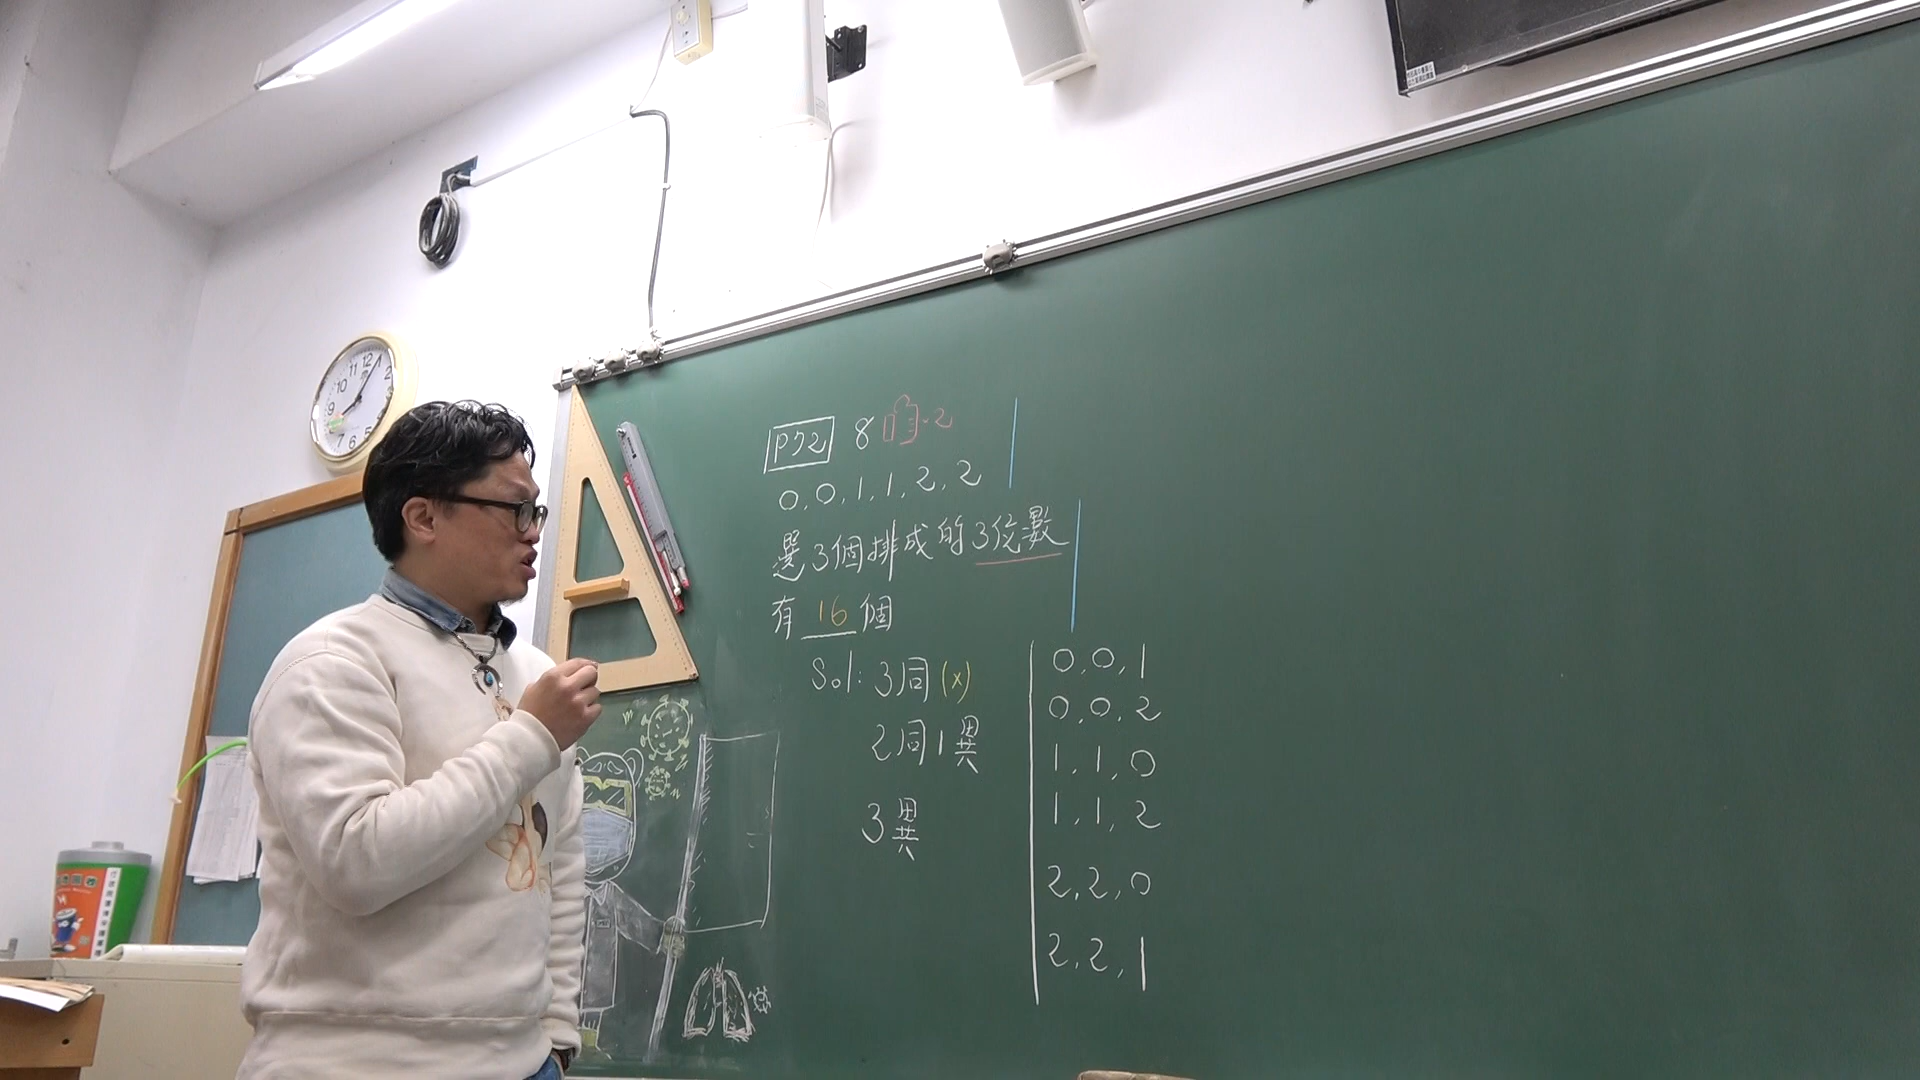 P72 8
0,0,1,1,2,2
選3個排成的3位數
有 16 個
Sol: 3同 (x)
2同1異
3異
0,0,1
0,0,2
1,1,0
1,1,2
2,2,0
2,2,1